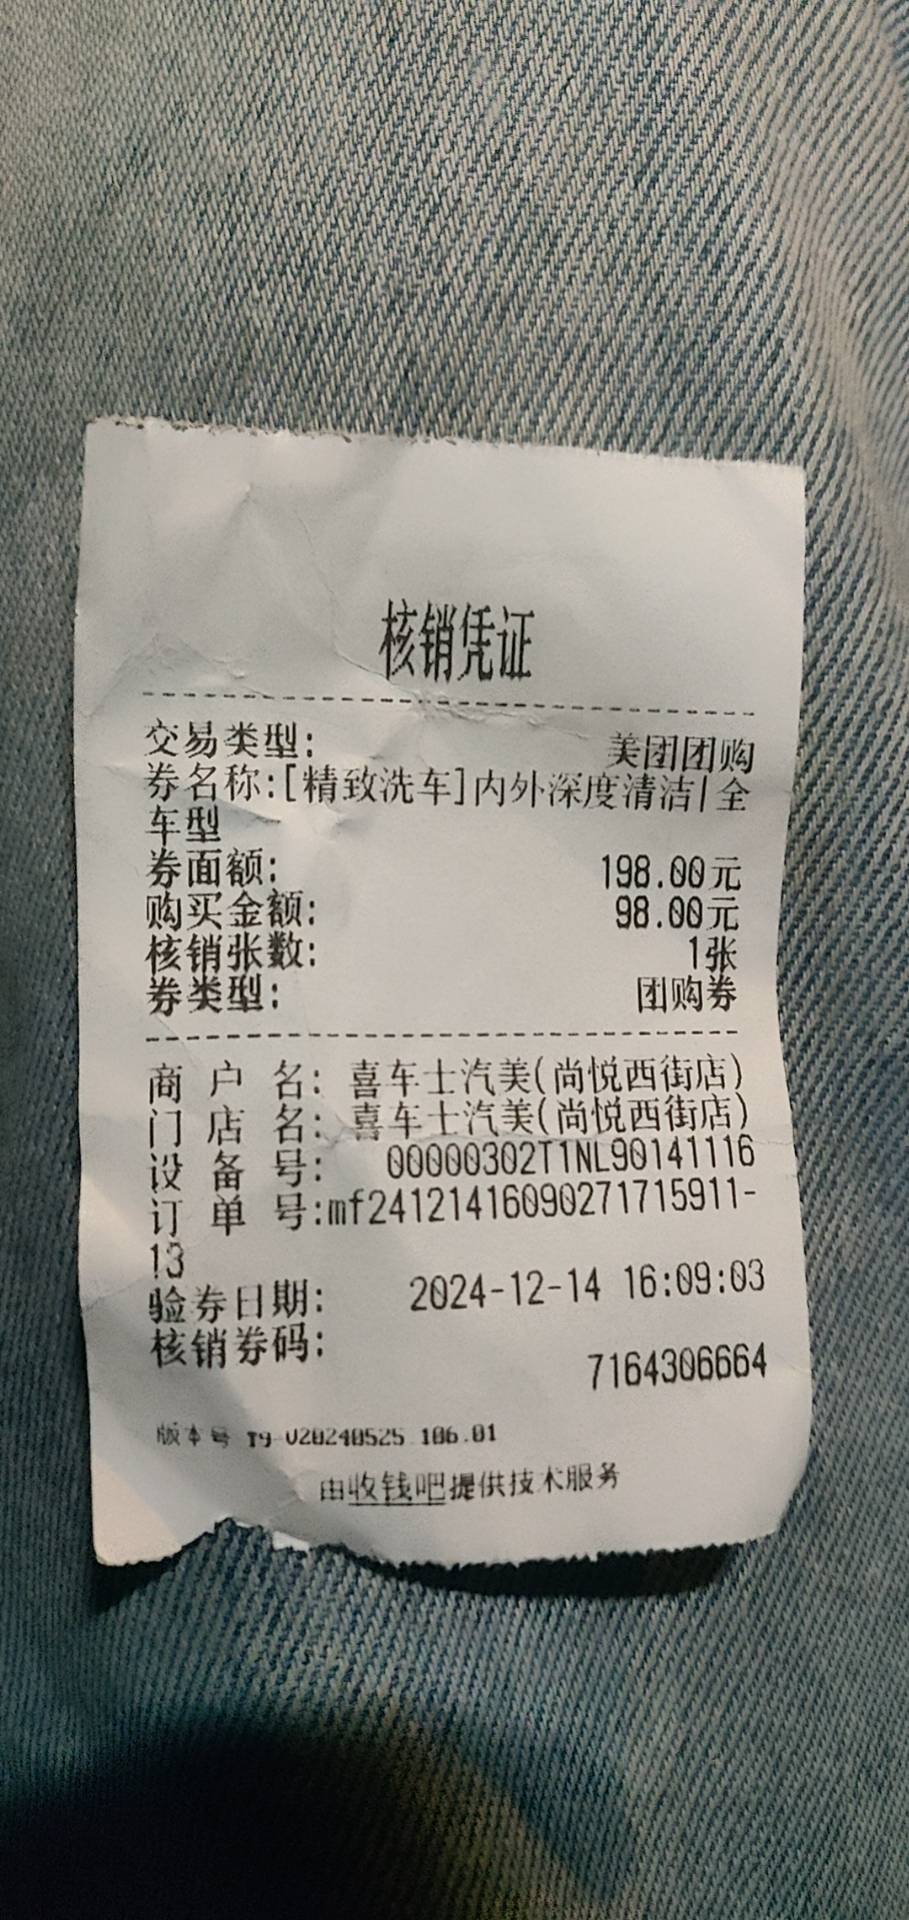 核销凭证
交易类型: 美团团购
券名称:[精致洗车]内外深度清洁|全
车型
券面额: 198.00元
购买金额: 98.00元
核销张数: 1张
券类型: 团购券
商户名: 喜车士汽美(尚悦西街店)
门店名: 喜车士汽美(尚悦西街店)
设备号: 00000302T1NL90141116
订单号:mf24121416090271715911-
13
验券日期: 2024-12-14 16:09:03
核销券码:
7164306664
版本号 T9-V20240525.106.01
由收钱吧提供技术服务